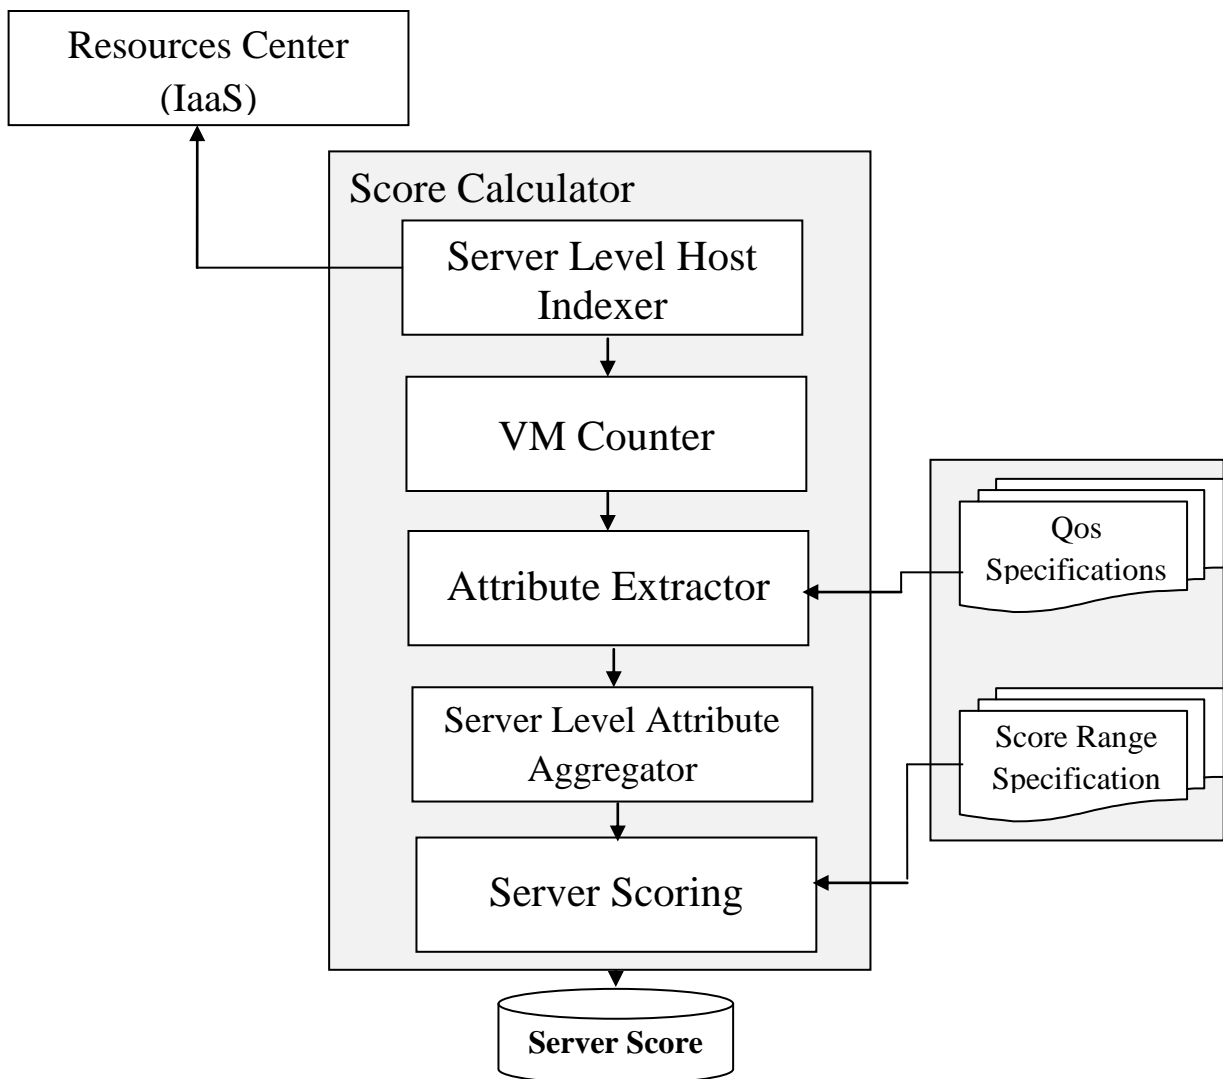 Resources Center
(IaaS)
Score Calculator
Server Level Host
Indexer
VM Counter
Attribute Extractor
Qos
Specifications
Server Level Attribute
Aggregator
Score Range
Specification
Server Scoring
Server Score